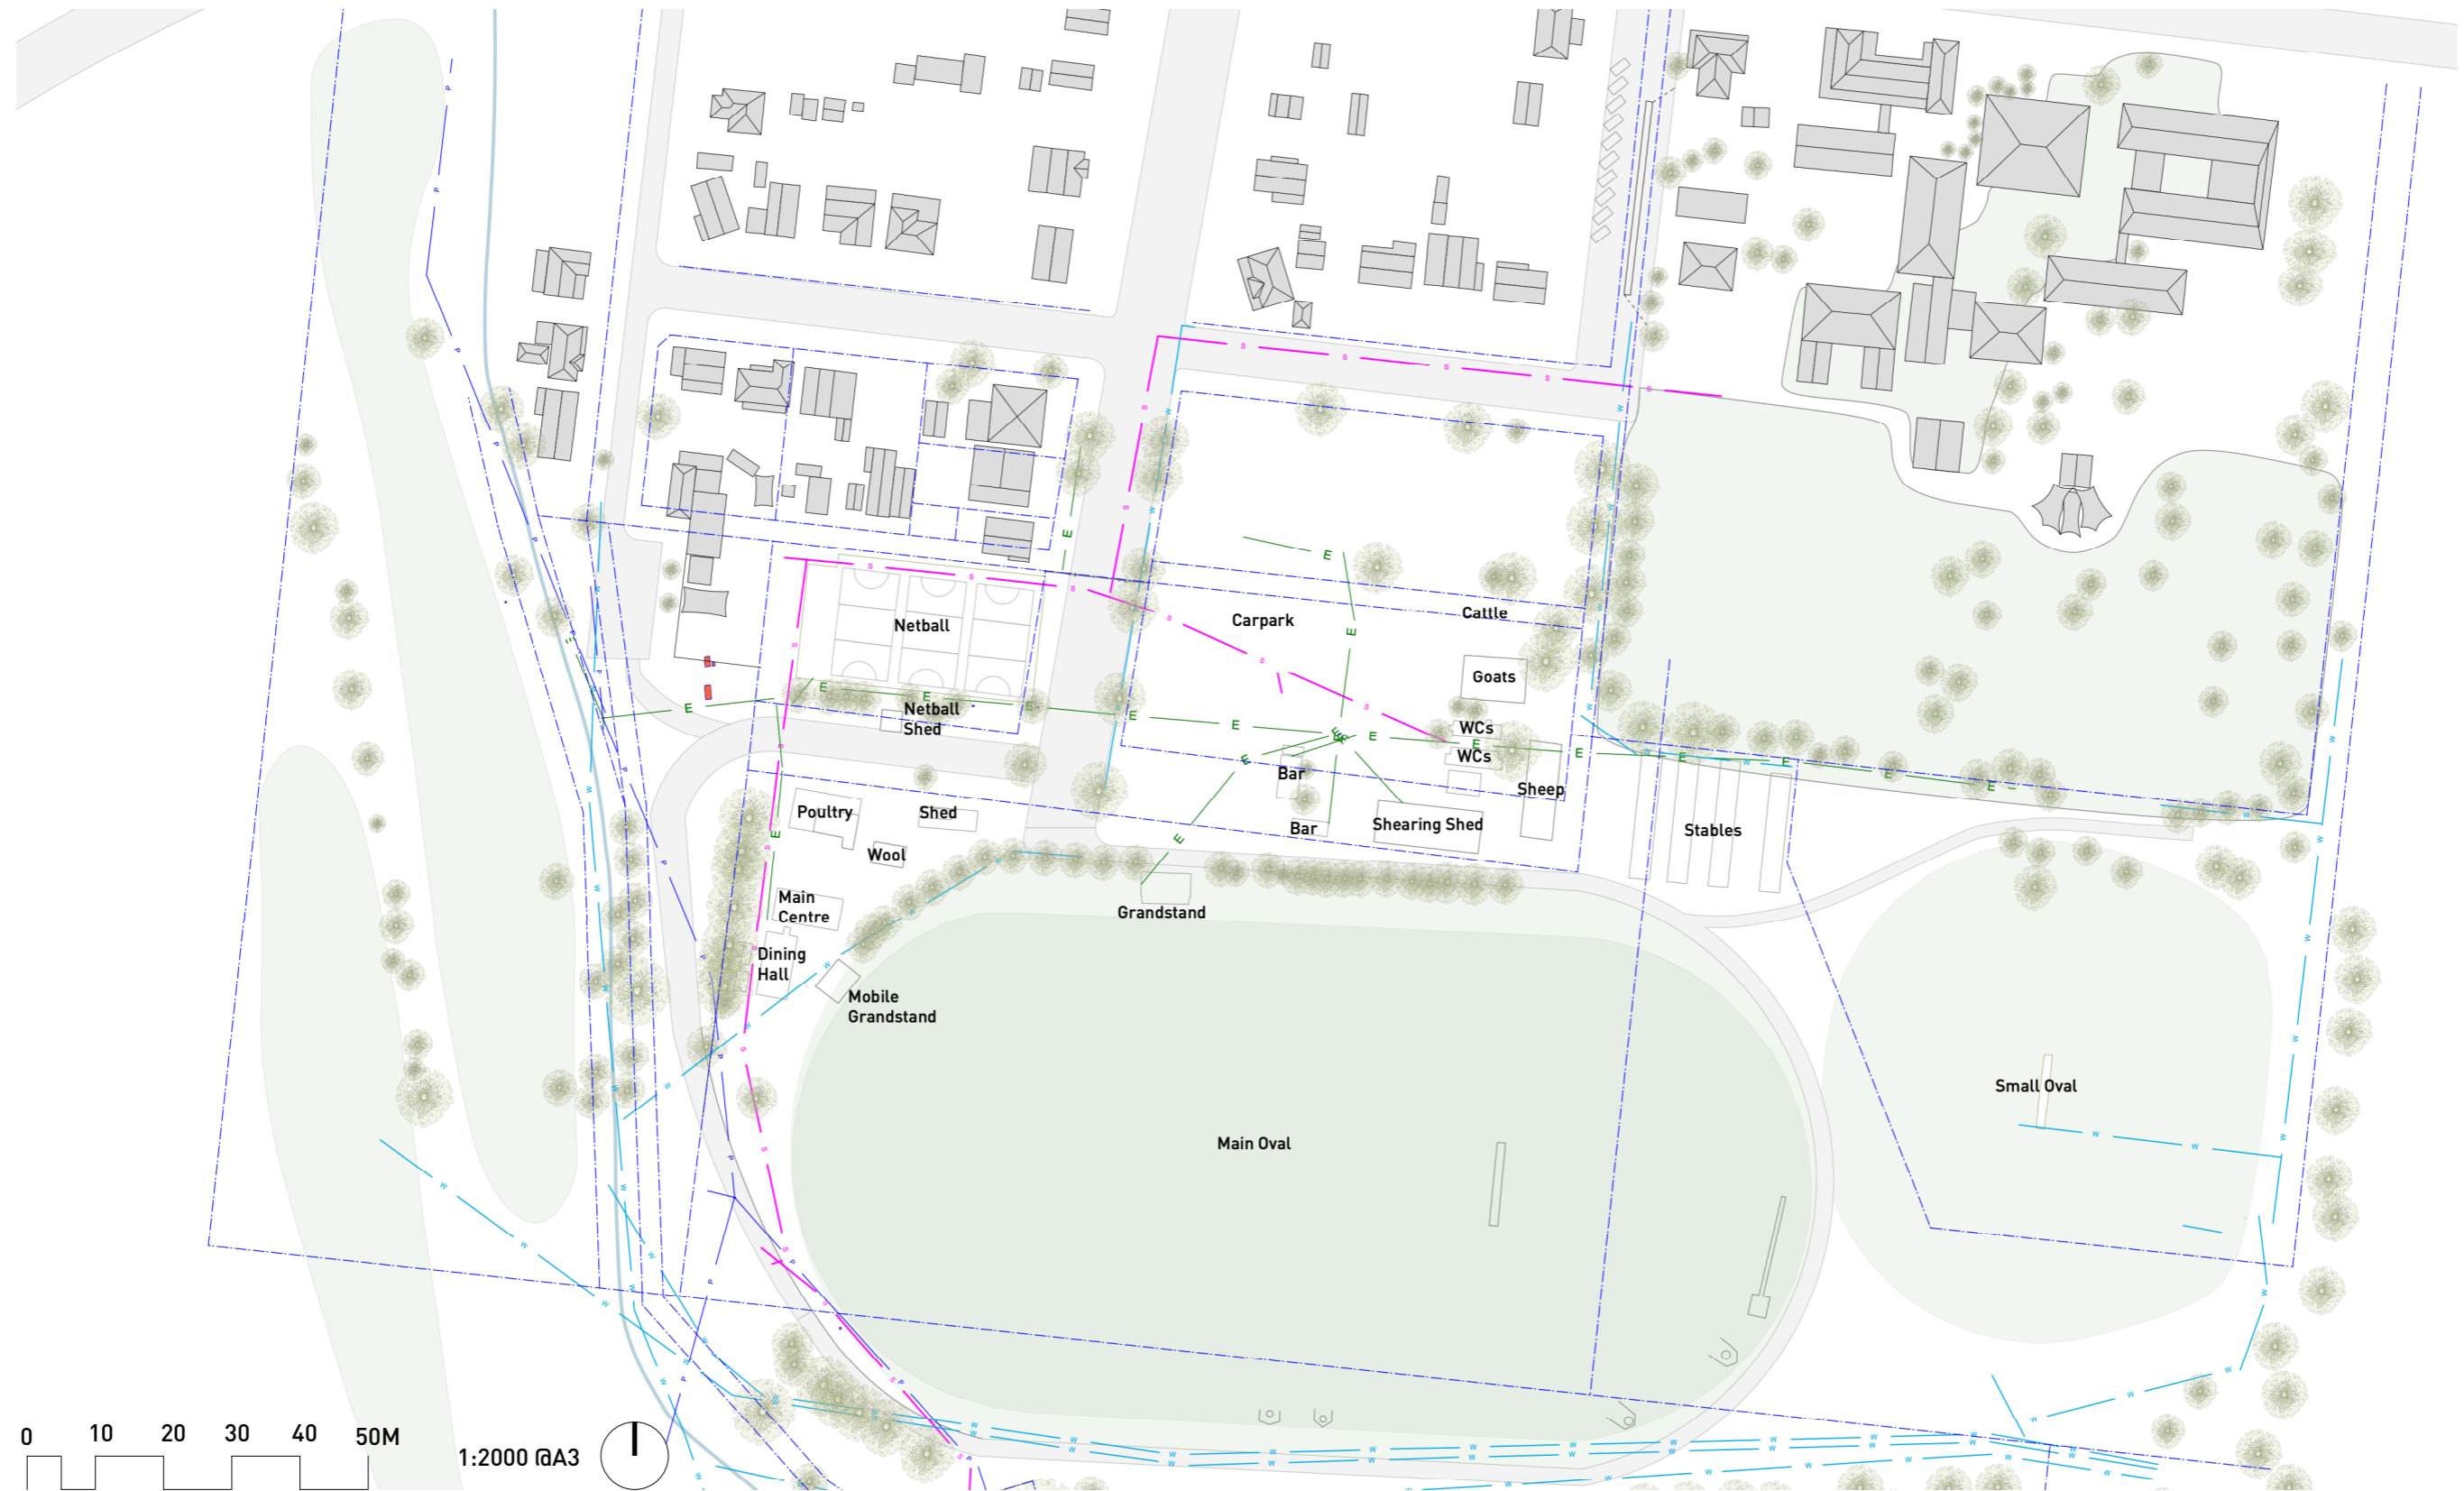 Netball
Carpark
Cattle
Goats
Netball
Shed
WCs
WCs
Bar
Sheep
Poultry
Shed
Bar
Shearing Shed
Stables
Wool
Main
Centre
Grandstand
Dining
Hall
Mobile
Grandstand
Small Oval
Main Oval
0 10 20 30 40 50M
1:2000 @A3